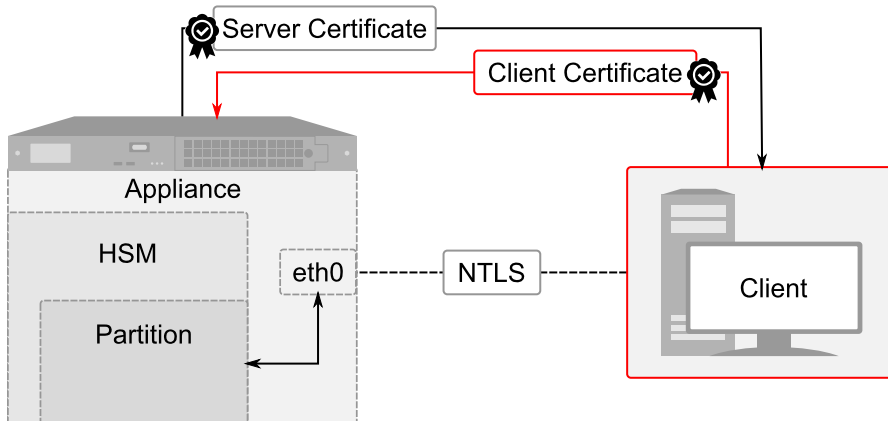 Server Certificate
Client Certificate
Appliance
HSM
eth0
NTLS
Client
Partition